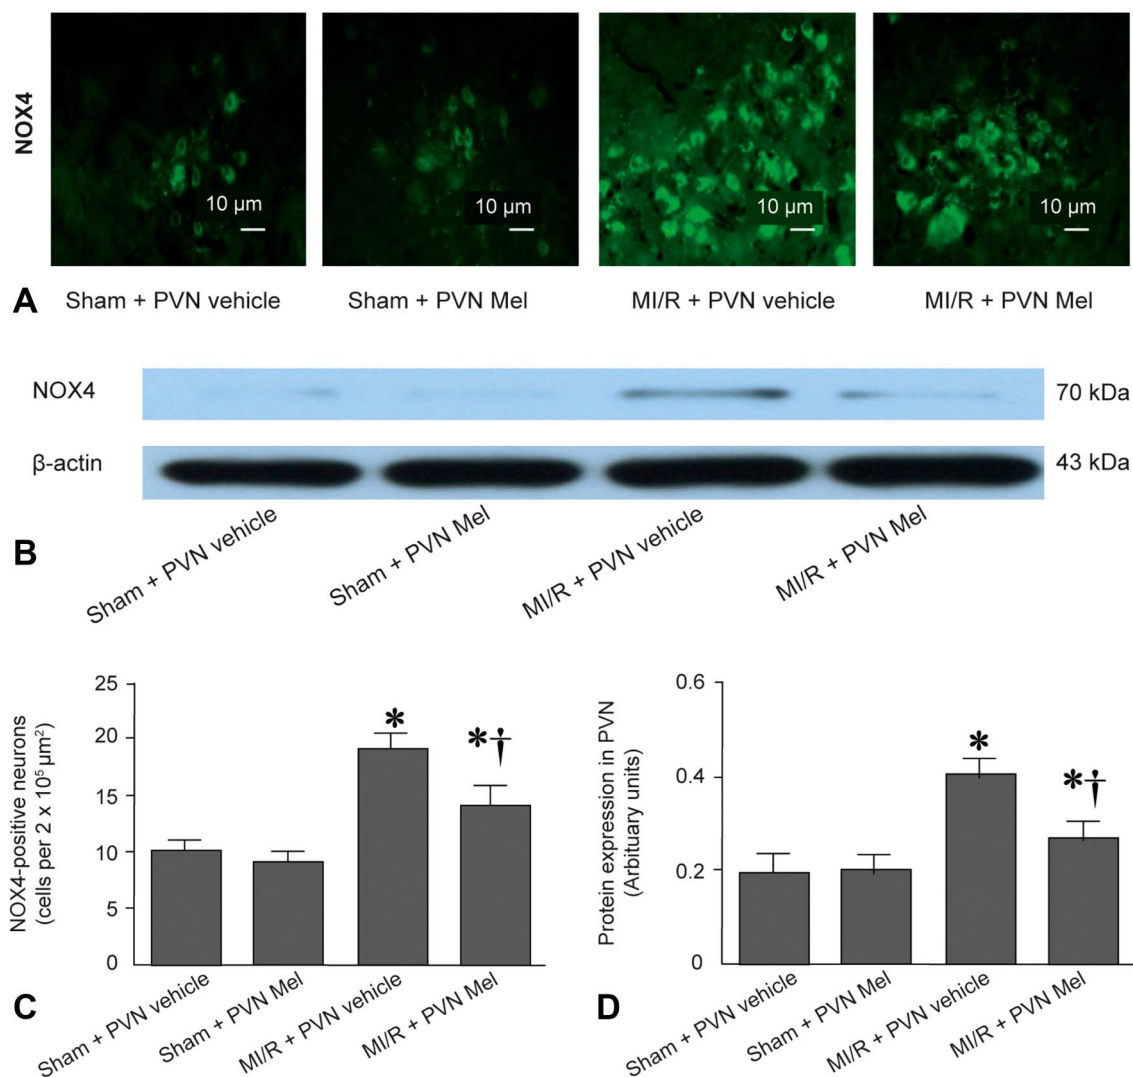 NOX4
10 µm
10 µm
10 µm
10 µm
A
Sham + PVN vehicle
Sham + PVN Mel
MI/R + PVN vehicle
MI/R + PVN Mel
NOX4
70 kDa
β-actin
43 kDa
B
Sham + PVN vehicle
Sham + PVN Mel
MI/R + PVN vehicle
MI/R + PVN Mel
NOX4-positive neurons
(cells per 2 x 10⁵ µm²)
25
20
15
10
5
0
*
*†
Sham + PVN vehicle
Sham + PVN Mel
MI/R + PVN vehicle
MI/R + PVN Mel
C
Protein expression in PVN
(Arbituary units)
0.6
0.4
0.2
0
*
*†
Sham + PVN vehicle
Sham + PVN Mel
MI/R + PVN vehicle
MI/R + PVN Mel
D